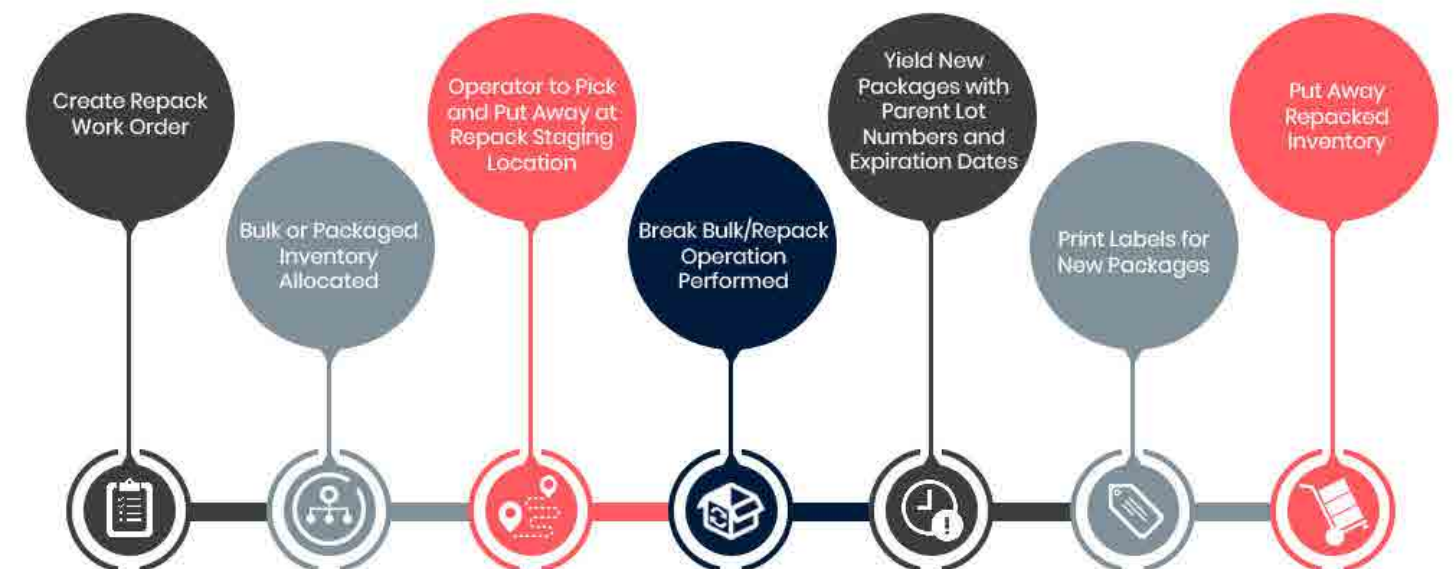 Create Repack
Work Order
Bulk or Packaged
Inventory
Allocated
Operator to Pick
and Put Away at
Repack Staging
Location
Break Bulk/Repack
Operation
Performed
Yield New
Packages with
Parent Lot
Numbers and
Expiration Dates
Print Labels for
New Packages
Put Away
Repacked
Inventory